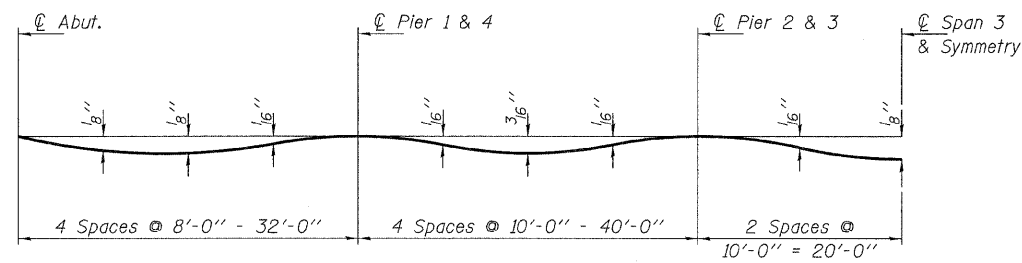 ℄ Abut.
℄ Pier 1 & 4
℄ Pier 2 & 3
℄ Span 3
& Symmetry
1/8"
1/8"
1/16"
1/16"
3/16"
1/16"
1/16"
1/8"
4 Spaces @ 8'-0" - 32'-0"
4 Spaces @ 10'-0" - 40'-0"
2 Spaces @
10'-0" = 20'-0"